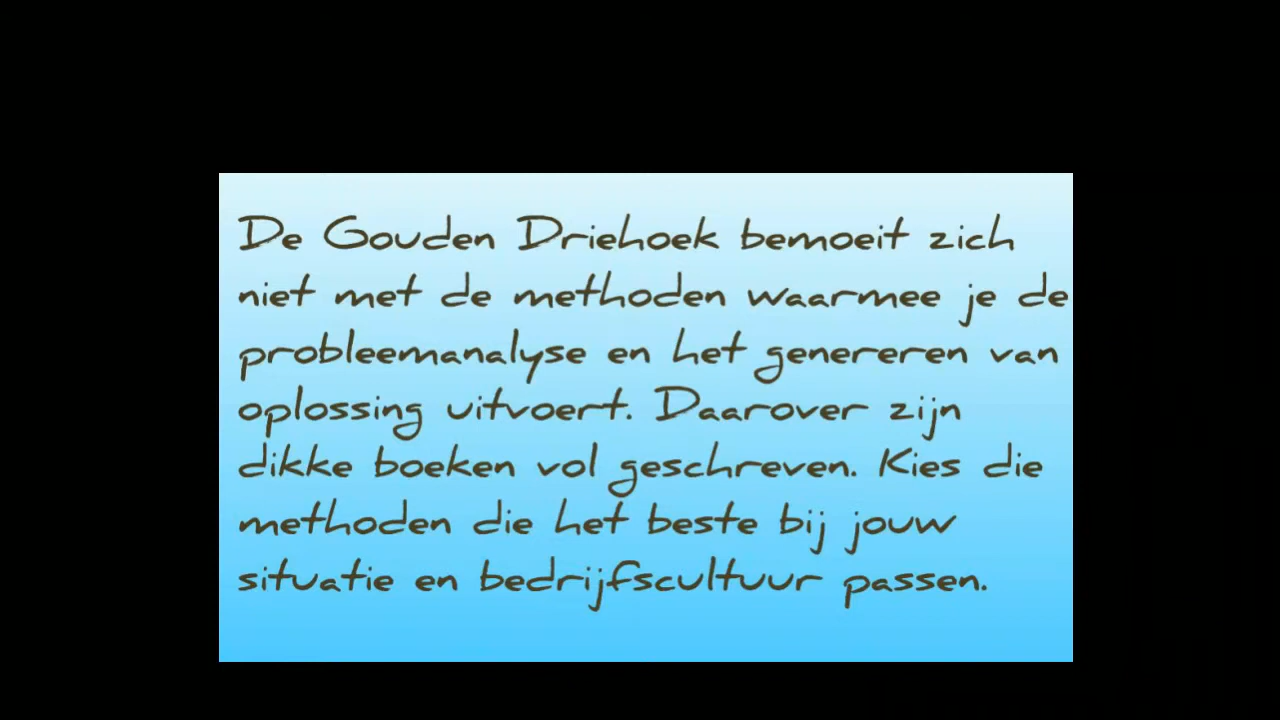 De Gouden Driehoek bemoeit zich
niet met de methoden waarmee je de
probleemanalyse en het genereren van
oplossing uitvoert. Daarover zijn
dikke boeken vol geschreven. Kies die
methoden die het beste bij jouw
situatie en bedrijfscultuur passen.